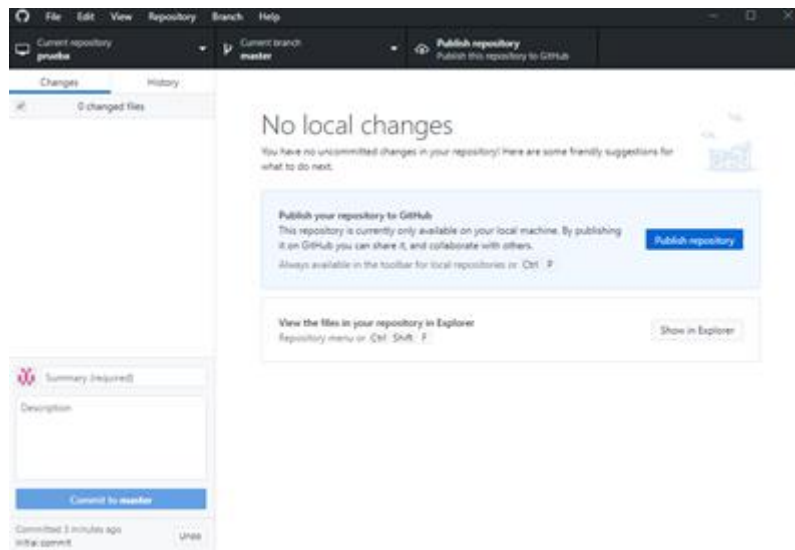 File Edit View Repository Branch Help
Current repository
prueba
Current branch
master
Publish repository
Publish this repository to GitHub
Changes History
0 changed files
No local changes
You have no uncommitted changes in your repository! Here are some friendly suggestions for
what to do next.
Publish your repository to GitHub
This repository is currently only available on your local machine. By publishing
it on GitHub you can share it, and collaborate with others.
Always available in the toolbar for local repositories or Ctrl P
Publish repository
View the files in your repository in Explorer
Repository menu or Ctrl Shift F
Show in Explorer
Summary (required)
Description
Commit to master
Committed 3 minutes ago
Initial commit
Undo